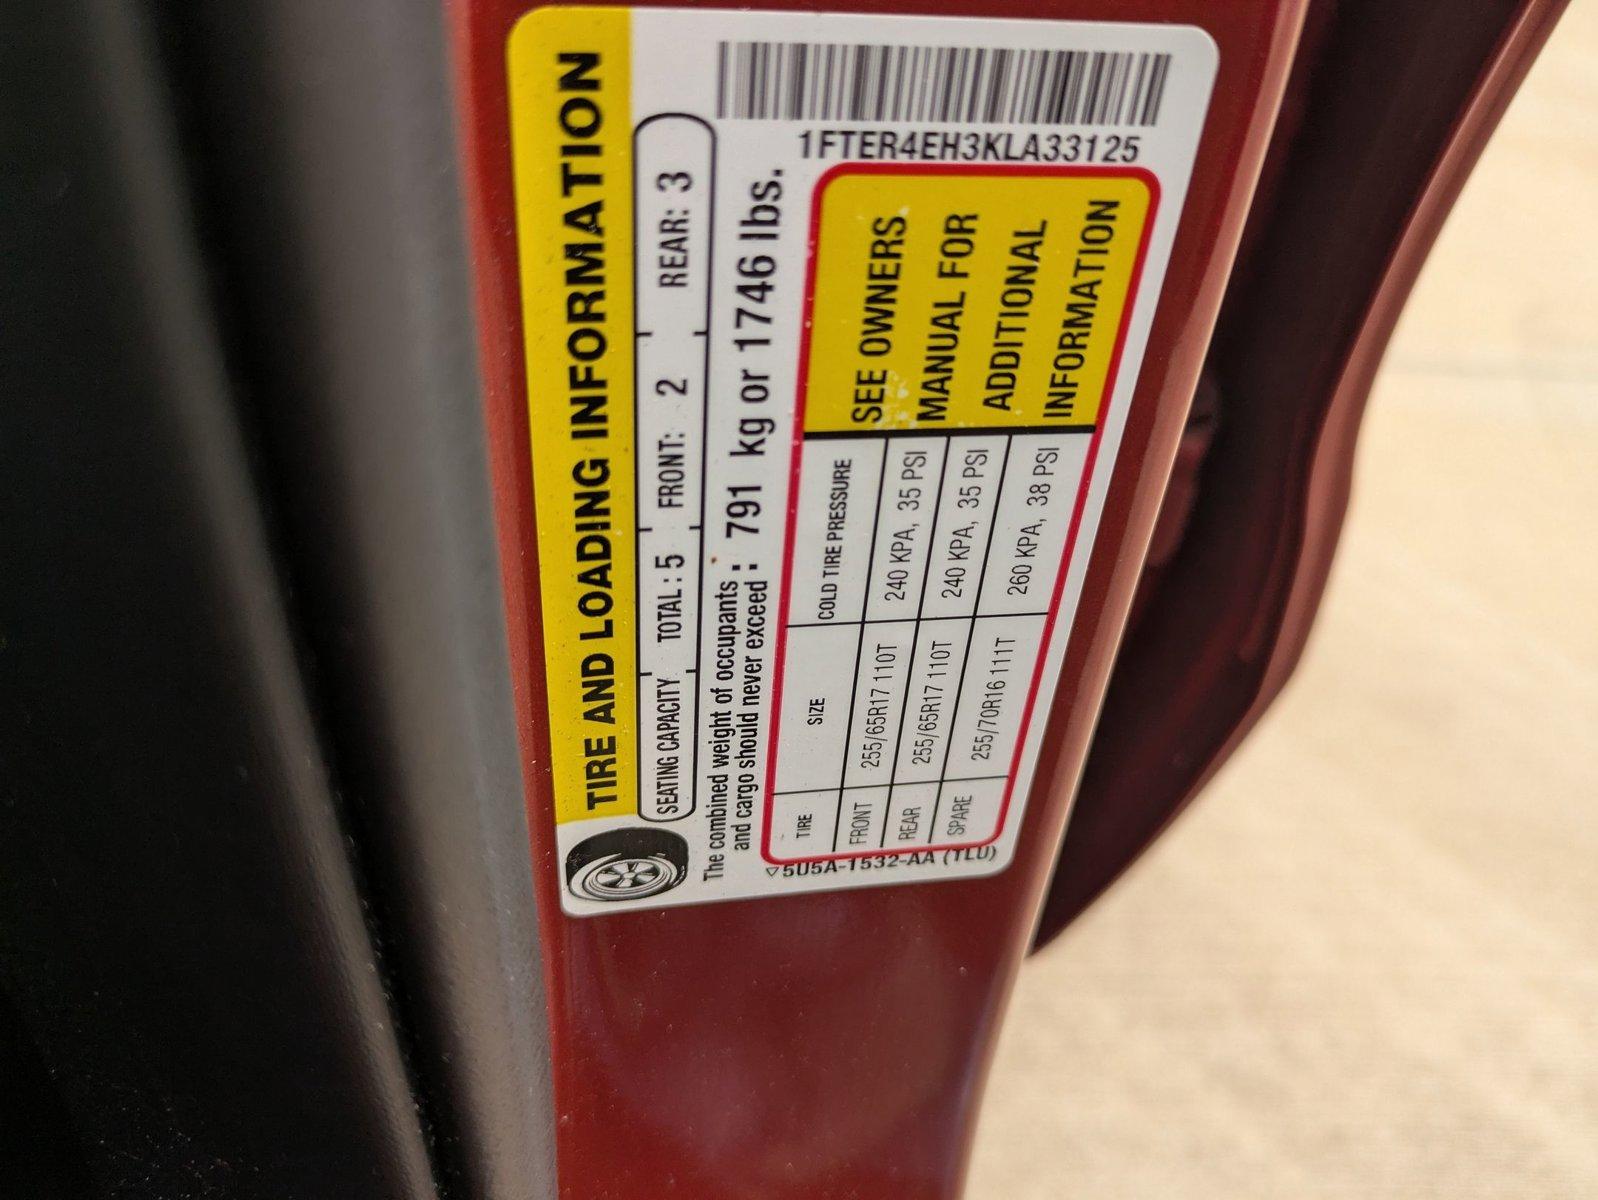 TIRE AND LOADING INFORMATION
SEATING CAPACITY TOTAL : 5 FRONT: 2 REAR: 3
The combined weight of occupants : 791 kg or 1746 lbs.
and cargo should never exceed :
TIRE SIZE COLD TIRE PRESSURE
FRONT 255/65R17 110T 240 KPA, 35 PSI
REAR 255/65R17 110T 240 KPA, 35 PSI
SPARE 255/70R16 111T 260 KPA, 38 PSI
SEE OWNERS
MANUAL FOR
ADDITIONAL
INFORMATION
1FTER4EH3KLA33125
5U5A-1532-AA (TLU)